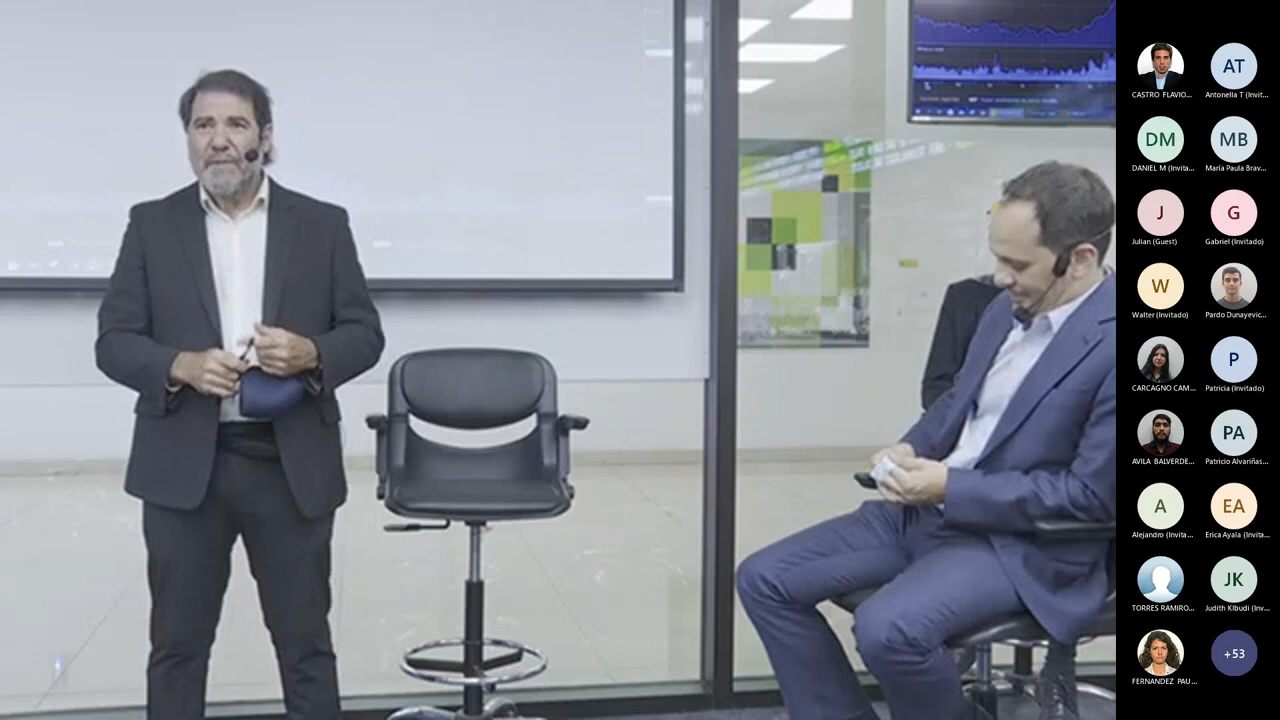 CASTRO FLAVIO...
AT
Antonella T (Invit...
DM
DANIEL M (Invita...
MB
María Paula Brav...
J
Julian (Guest)
G
Gabriel (Invitado)
W
Walter (Invitado)
Pardo Dunayevic...
CARCAGNO CAM...
P
Patricia (Invitado)
AVILA BALVERDE...
PA
Patricio Alvariñas...
A
Alejandro (Invita...
EA
Erica Ayala (Invita...
TORRES RAMIRO...
JK
Judith Klbudi (Inv...
FERNANDEZ PAU...
+53